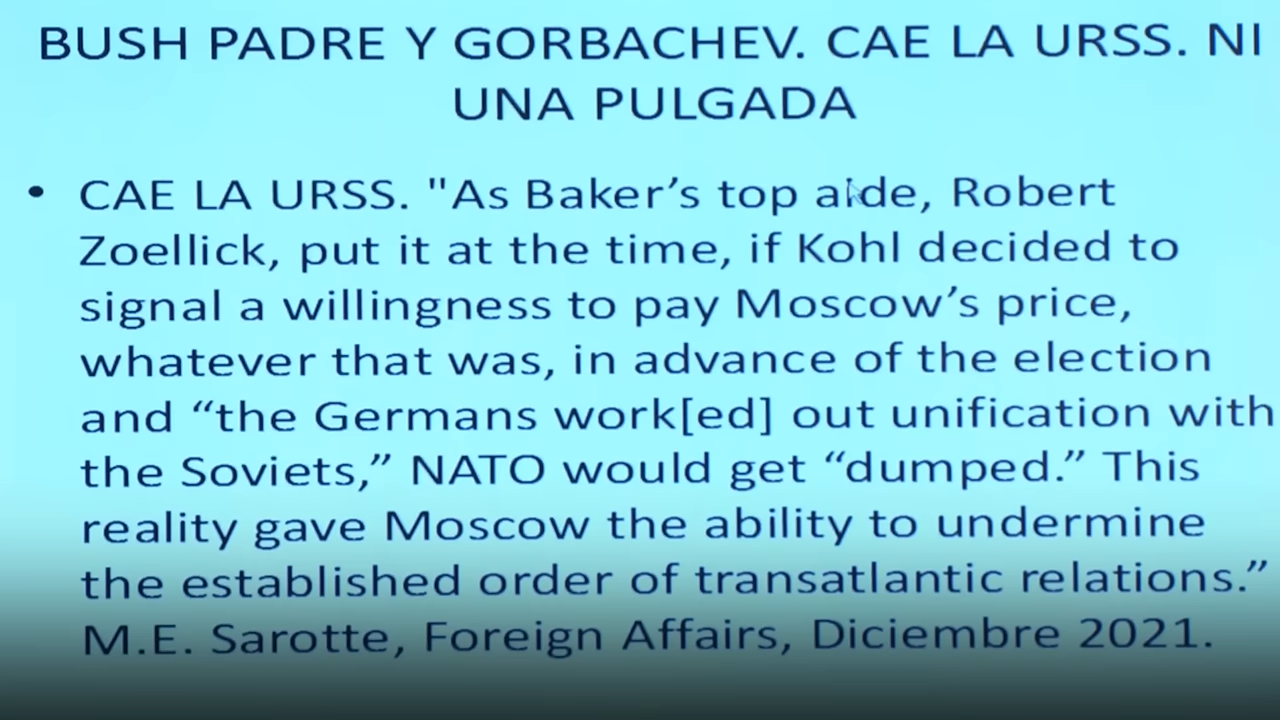 BUSH PADRE Y GORBACHEV. CAE LA URSS. NI
UNA PULGADA
• CAE LA URSS. "As Baker’s top aide, Robert
Zoellick, put it at the time, if Kohl decided to
signal a willingness to pay Moscow’s price,
whatever that was, in advance of the election
and “the Germans work[ed] out unification with
the Soviets,” NATO would get “dumped.” This
reality gave Moscow the ability to undermine
the established order of transatlantic relations.”
M.E. Sarotte, Foreign Affairs, Diciembre 2021.